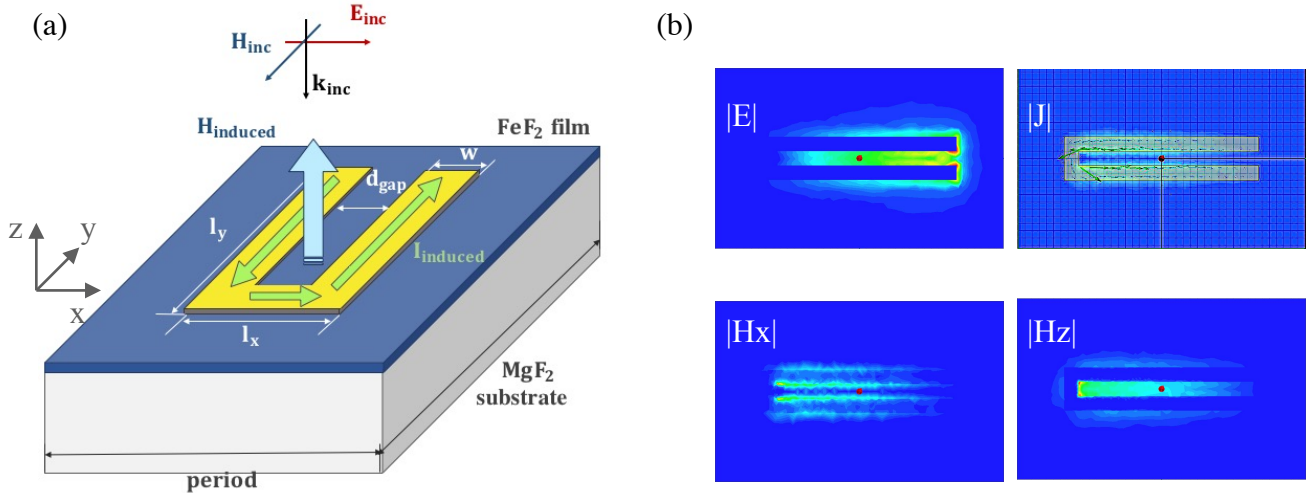 (a)
E_inc
H_inc
k_inc
H_induced
FeF₂ film
w
d_gap
l_y
I_induced
z
y
x
l_x
MgF₂
substrate
period
(b)
|E|
|J|
|Hx|
|Hz|